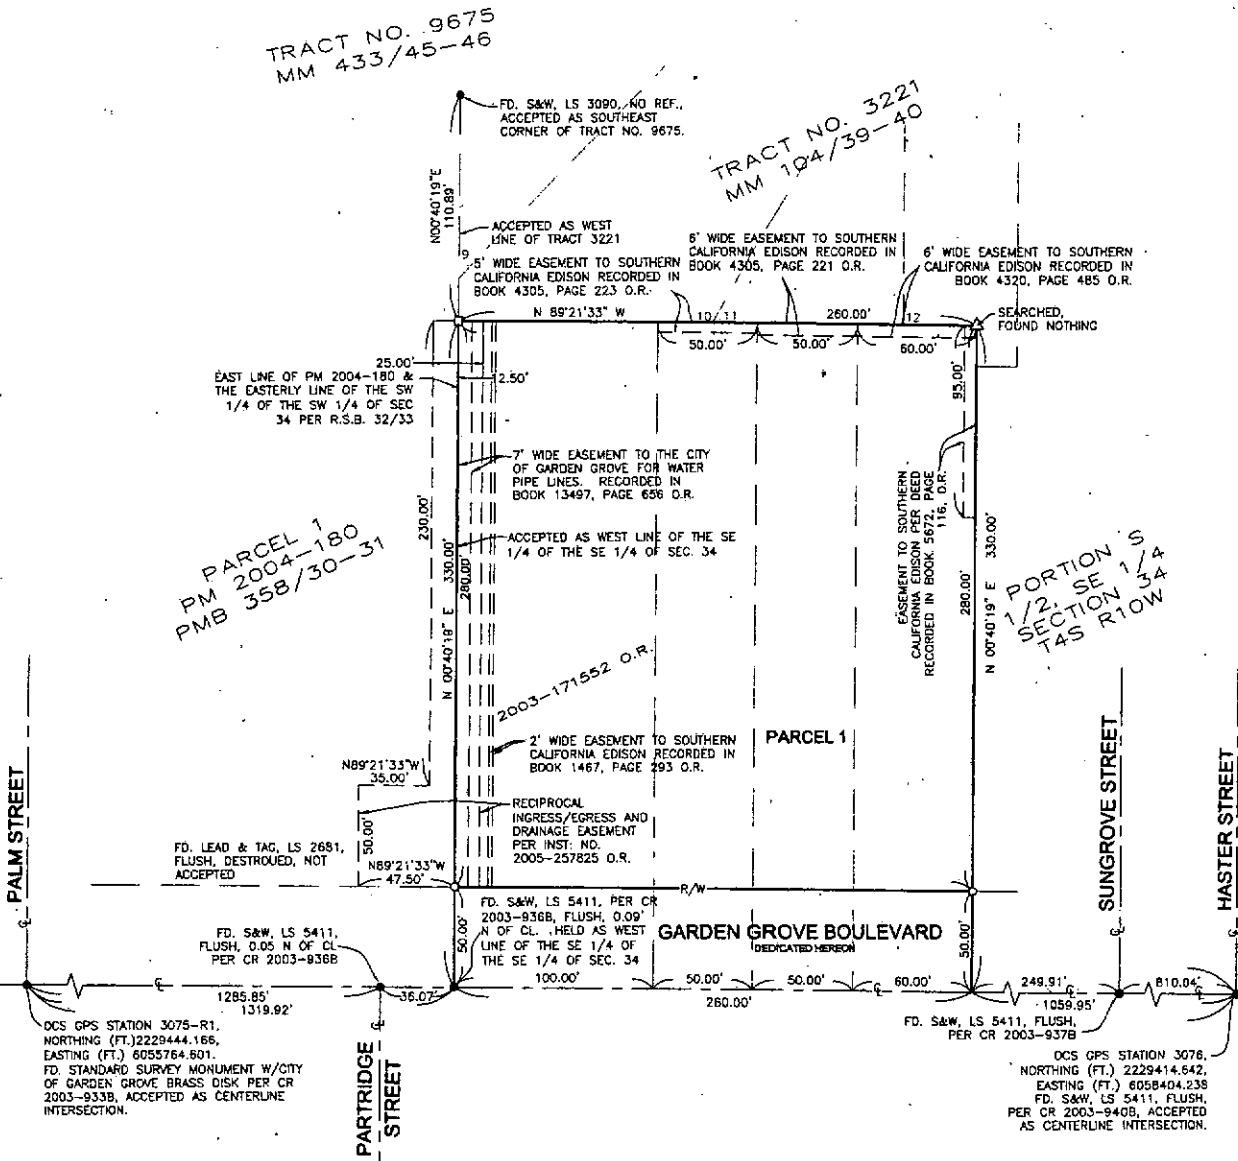 TRACT NO. 9675
MM 433/45-46
FD. S&W, LS 3090, NO REF.,
ACCEPTED AS SOUTHEAST
CORNER OF TRACT NO. 9675.
TRACT NO. 3221
MM 104/39-40
N00°40'19"E
110.89'
ACCEPTED AS WEST
LINE OF TRACT 3221
9
5' WIDE EASEMENT TO SOUTHERN
CALIFORNIA EDISON RECORDED IN
BOOK 4305, PAGE 223 O.R.
6' WIDE EASEMENT TO SOUTHERN
CALIFORNIA EDISON RECORDED IN
BOOK 4305, PAGE 221 O.R.
6' WIDE EASEMENT TO SOUTHERN
CALIFORNIA EDISON RECORDED IN
BOOK 4320, PAGE 485 O.R.
N 89°21'33" W
10
11
260.00'
12
SEARCHED,
FOUND NOTHING
50.00'
50.00'
60.00'
25.00'
12.50'
95.00'
EAST LINE OF PM 2004-180 &
THE EASTERLY LINE OF THE SW
1/4 OF THE SW 1/4 OF SEC
34 PER R.S.B. 32/33
7' WIDE EASEMENT TO THE CITY
OF GARDEN GROVE FOR WATER
PIPE LINES. RECORDED IN
BOOK 13497, PAGE 656 O.R.
EASEMENT TO SOUTHERN
CALIFORNIA EDISON PER DEED
RECORDED IN BOOK 5672, PAGE
116, O.R.
230.00'
ACCEPTED AS WEST LINE OF THE SE
1/4 OF THE SE 1/4 OF SEC. 34
PARCEL 1
PM 2004-180
PMB 358/30-31
N 00°40'19" E 330.00'
280.00'
280.00'
N 00°40'19" E 330.00'
PORTION S
1/2, SE 1/4
SECTION 34
T4S R10W
2003-171552 O.R.
2' WIDE EASEMENT TO SOUTHERN
CALIFORNIA EDISON RECORDED IN
BOOK 1467, PAGE 293 O.R.
PARCEL 1
N89°21'33"W
35.00'
50.00'
RECIPROCAL
INGRESS/EGRESS AND
DRAINAGE EASEMENT
PER INST: NO.
2005-257825 O.R.
FD. LEAD & TAG, LS 2681,
FLUSH, DESTROUED, NOT
ACCEPTED
N89°21'33"W
47.50'
R/W
PALM STREET
SUNGROVE STREET
HASTER STREET
FD. S&W, LS 5411, PER CR
2003-936B, FLUSH, 0.09'
N OF CL. HELD AS WEST
LINE OF THE SE 1/4 OF
THE SE 1/4 OF SEC. 34
50.00'
GARDEN GROVE BOULEVARD
DEDICATED HEREON
50.00'
FD. S&W, LS 5411,
FLUSH, 0.05 N OF CL
PER CR 2003-936B
1285.85'
1319.92'
36.07'
100.00'
50.00'
50.00'
60.00'
260.00'
249.91'
1059.95'
810.04'
FD. S&W, LS 5411, FLUSH,
PER CR 2003-937B
OCS GPS STATION 3075-R1,
NORTHING (FT.)2229444.166,
EASTING (FT.) 6055764.601.
FD. STANDARD SURVEY MONUMENT W/CITY
OF GARDEN GROVE BRASS DISK PER CR
2003-933B, ACCEPTED AS CENTERLINE
INTERSECTION.
PARTRIDGE
STREET
OCS GPS STATION 3076,
NORTHING (FT.) 2229414.642,
EASTING (FT.) 6058404.238
FD. S&W, LS 5411, FLUSH,
PER CR 2003-940B, ACCEPTED
AS CENTERLINE INTERSECTION.